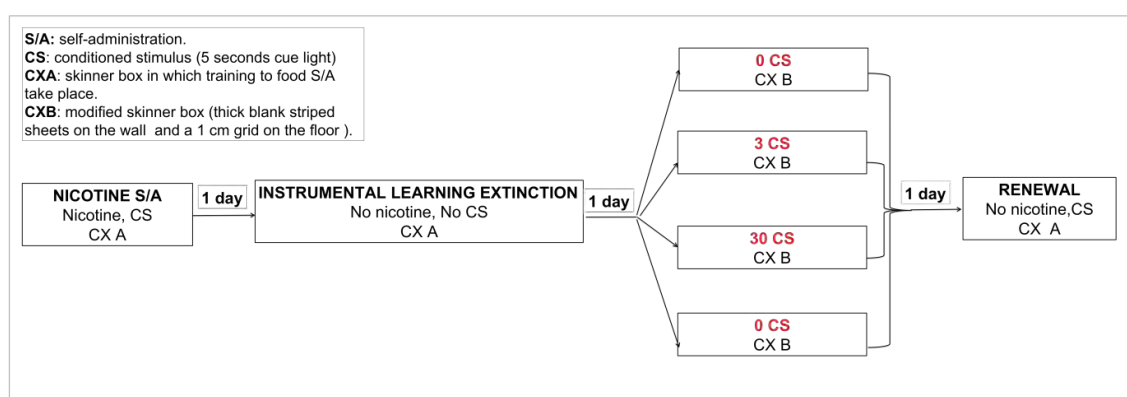 S/A: self-administration.
CS: conditioned stimulus (5 seconds cue light)
CXA: skinner box in which training to food S/A
take place.
CXB: modified skinner box (thick blank striped
sheets on the wall and a 1 cm grid on the floor ).
NICOTINE S/A
Nicotine, CS
CX A
1 day
INSTRUMENTAL LEARNING EXTINCTION
No nicotine, No CS
CX A
1 day
0 CS
CX B
3 CS
CX B
30 CS
CX B
0 CS
CX B
1 day
RENEWAL
No nicotine,CS
CX A